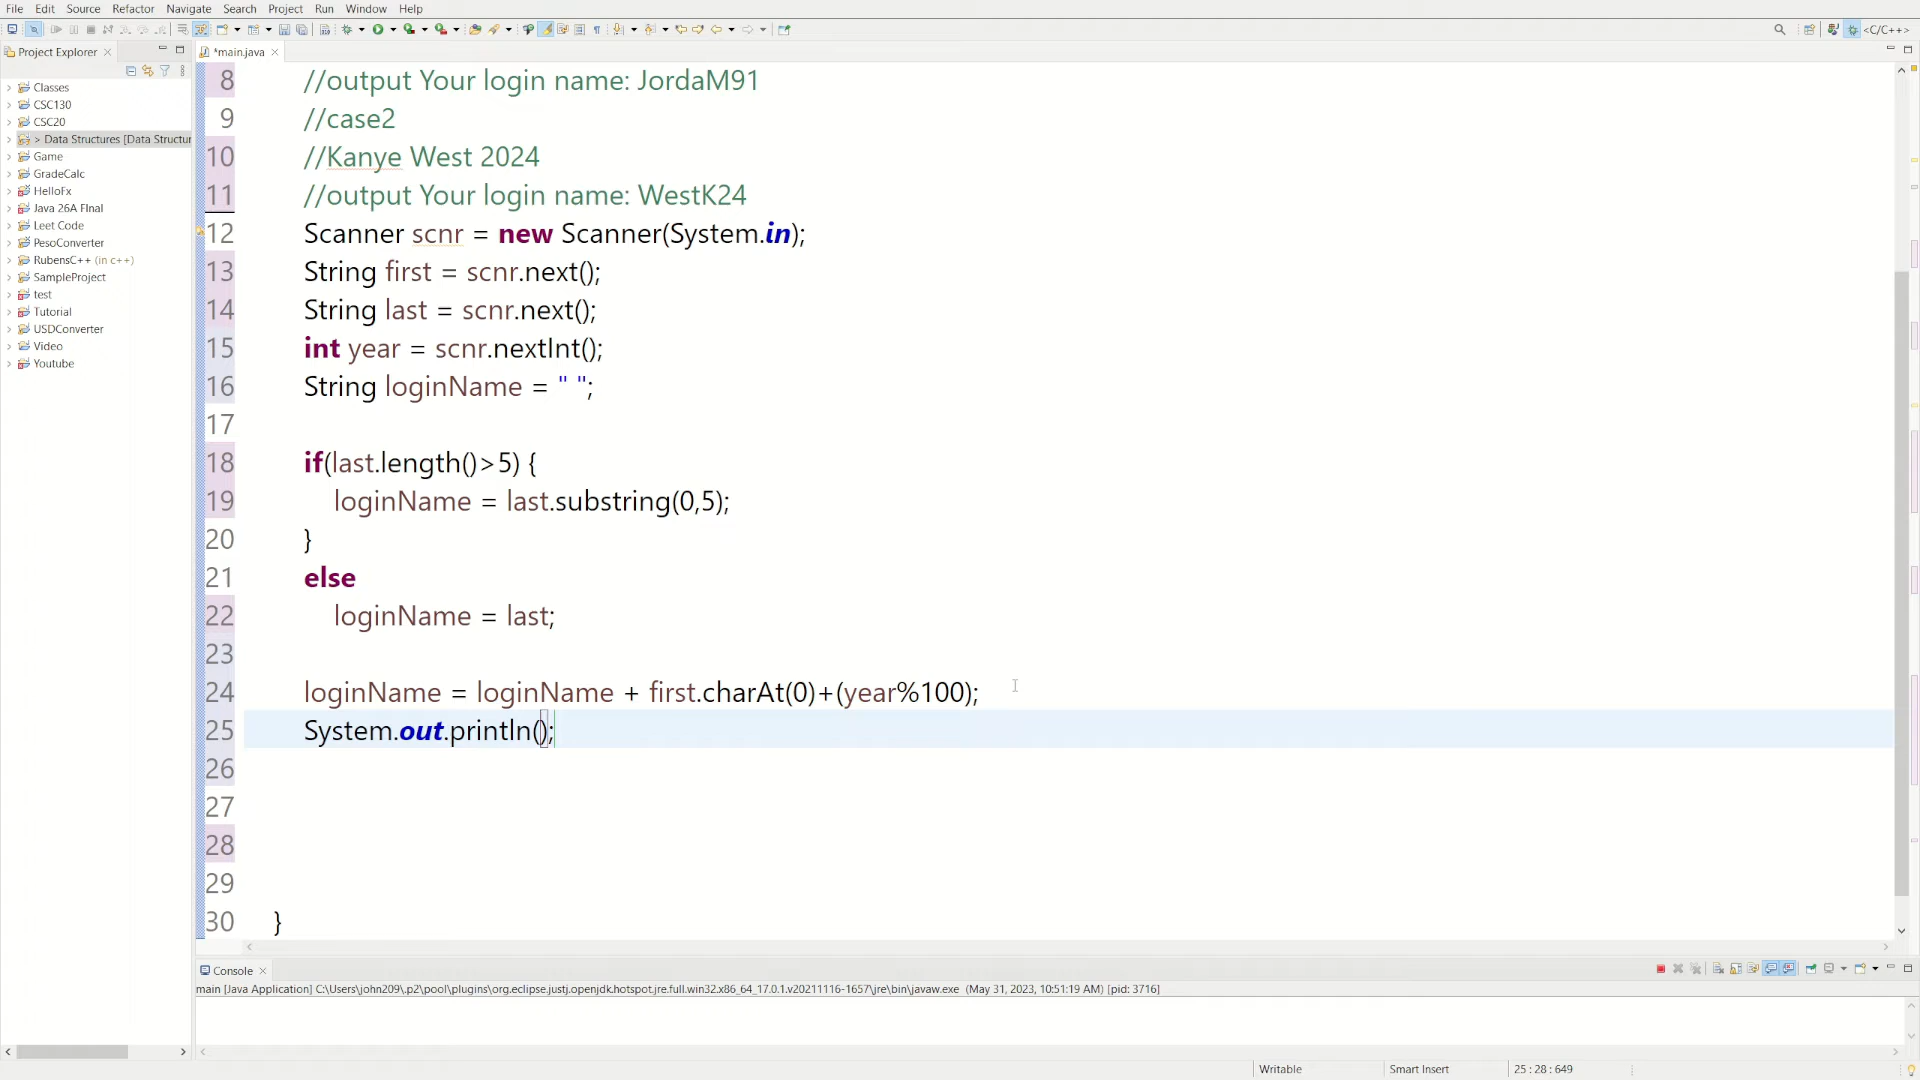 File Edit Source Refactor Navigate Search Project Run Window Help
<C/C++>
Project Explorer
*main.java
Classes
CSC130
CSC20
> Data Structures [Data Structur
Game
GradeCalc
HelloFx
Java 26A FInal
Leet Code
PesoConverter
RubensC++ (in c++)
SampleProject
test
Tutorial
USDConverter
Video
Youtube
8 //output Your login name: JordaM91
9 //case2
10 //Kanye West 2024
11 //output Your login name: WestK24
12 Scanner scnr = new Scanner(System.in);
13 String first = scnr.next();
14 String last = scnr.next();
15 int year = scnr.nextInt();
16 String loginName = " ";
17
18 if(last.length()>5) {
19 loginName = last.substring(0,5);
20 }
21 else
22 loginName = last;
23
24 loginName = loginName + first.charAt(0)+(year%100);
25 System.out.println();
26
27
28
29
30 }
Console
main [Java Application] C:\Users\john209\.p2\pool\plugins\org.eclipse.justj.openjdk.hotspot.jre.full.win32.x86_64_17.0.1.v20211116-1657\jre\bin\javaw.exe (May 31, 2023, 10:51:19 AM) [pid: 3716]
Writable Smart Insert 25 : 28 : 649